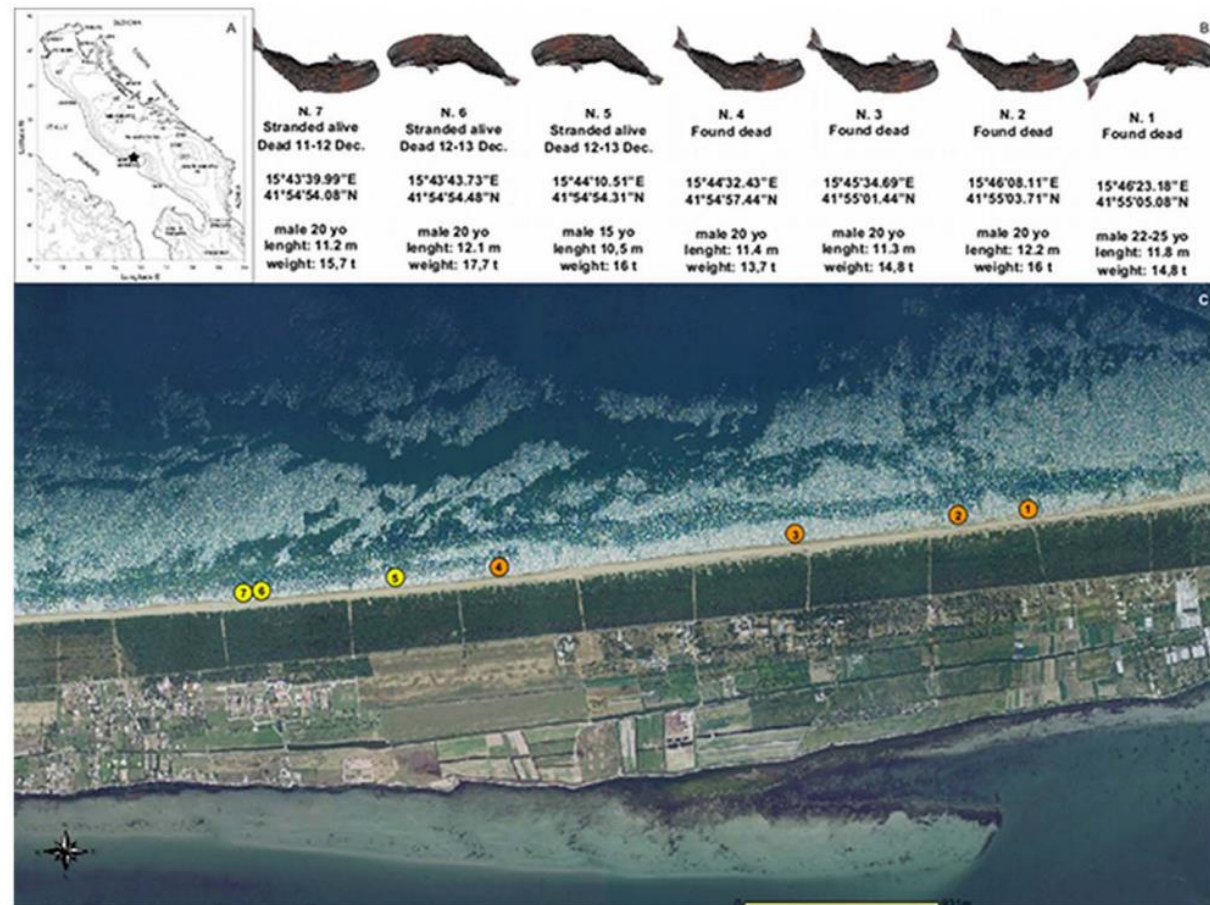 A
B
N. 7
Stranded alive
Dead 11-12 Dec.
15°43'39.99"E
41°54'54.08"N
male 20 yo
lenght: 11.2 m
weight: 15,7 t
N. 6
Stranded alive
Dead 12-13 Dec.
15°43'43.73"E
41°54'54.48"N
male 20 yo
lenght: 12.1 m
weight: 17,7 t
N. 5
Stranded alive
Dead 12-13 Dec.
15°44'10.51"E
41°54'54.31"N
male 15 yo
lenght 10,5 m
weight: 16 t
N. 4
Found dead
15°44'32.43"E
41°54'57.44"N
male 20 yo
lenght: 11.4 m
weight: 13,7 t
N. 3
Found dead
15°45'34.69"E
41°55'01.44"N
male 20 yo
lenght: 11.3 m
weight: 14,8 t
N. 2
Found dead
15°46'08.11"E
41°55'03.71"N
male 20 yo
lenght: 12.2 m
weight: 16 t
N. 1
Found dead
15°46'23.18"E
41°55'05.08"N
male 22-25 yo
lenght: 11.8 m
weight: 14,8 t
C
1
2
3
4
5
6
7